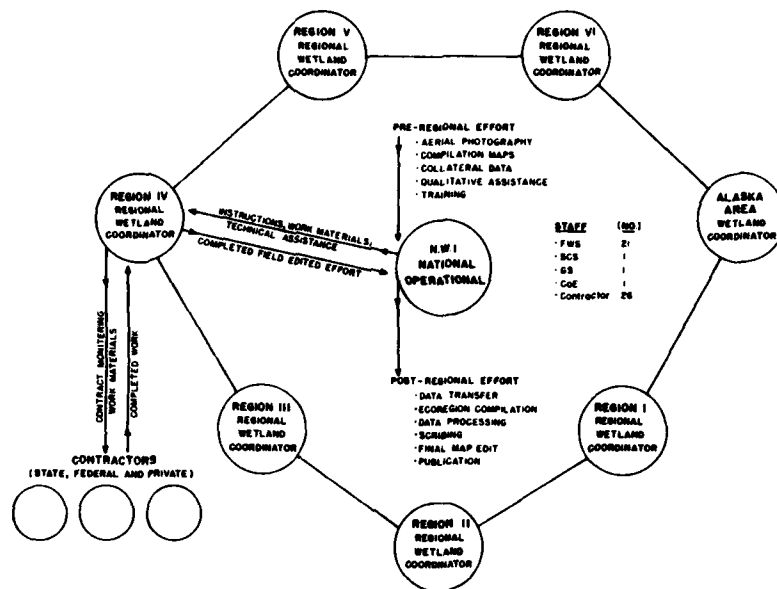 REGION V
REGIONAL
WETLAND
COORDINATOR
REGION VI
REGIONAL
WETLAND
COORDINATOR
PRE-REGIONAL EFFORT
· AERIAL PHOTOGRAPHY
· COMPILATION MAPS
· COLLATERAL DATA
· QUALITATIVE ASSISTANCE
· TRAINING
REGION IV
REGIONAL
WETLAND
COORDINATOR
INSTRUCTIONS, WORK MATERIALS,
TECHNICAL ASSISTANCE
COMPLETED FIELD EDITED EFFORT
N.W.I
NATIONAL
OPERATIONAL
STAFF (NO.)
· FWS 21
· SCS 1
· GS 1
· CoE 1
· Contractor 26
ALASKA
AREA
WETLAND
COORDINATOR
CONTRACT MONITERING
WORK MATERIALS
COMPLETED WORK
POST-REGIONAL EFFORT
· DATA TRANSFER
· ECOREGION COMPILATION
· DATA PROCESSING
· SCRIBING
· FINAL MAP EDIT
· PUBLICATION
REGION III
REGIONAL
WETLAND
COORDINATOR
REGION I
REGIONAL
WETLAND
COORDINATOR
CONTRACTORS
(STATE, FEDERAL AND PRIVATE)
REGION II
REGIONAL
WETLAND
COORDINATOR